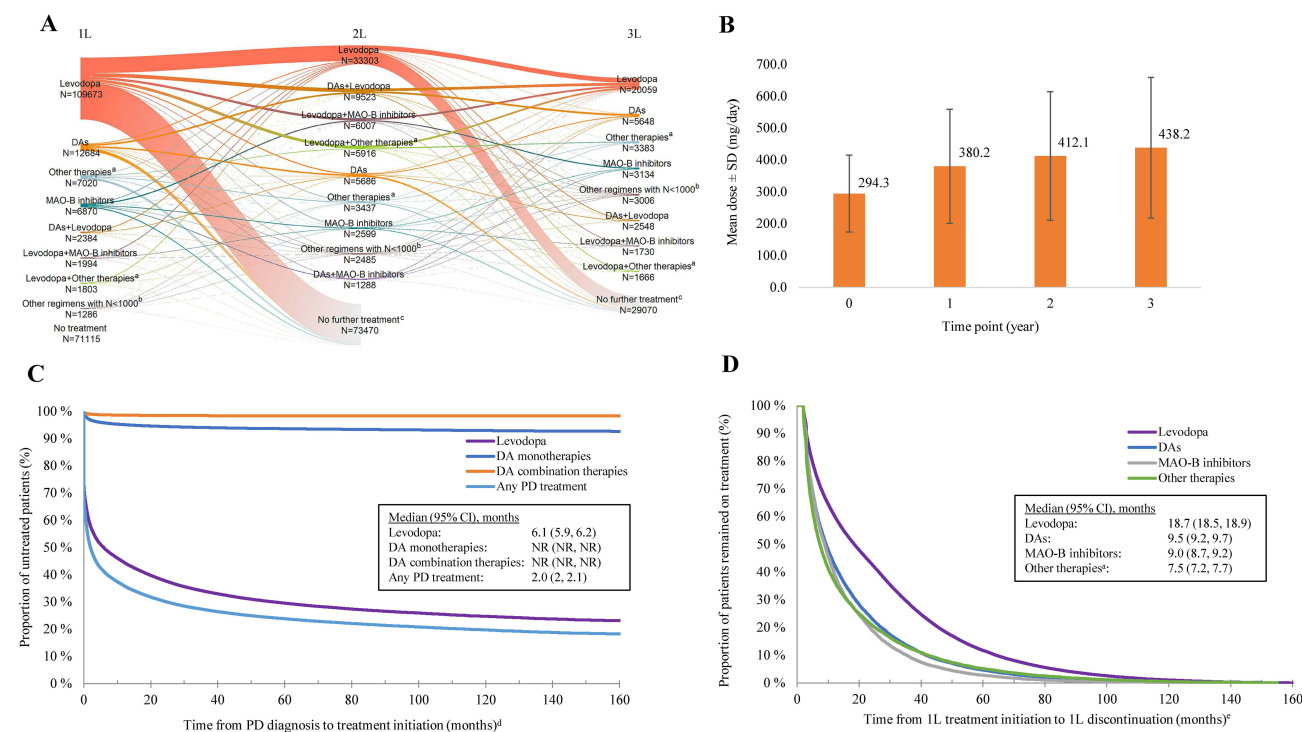 A
1L
2L
3L
Levodopa
N=109673
DAs
N=12684
Other therapiesᵃ
N=7020
MAO-B inhibitors
N=6870
DAs+Levodopa
N=2384
Levodopa+MAO-B inhibitors
N=1994
Levodopa+Other therapiesᵃ
N=1803
Other regimens with N<1000ᵇ
N=1286
No treatment
N=71115
Levodopa
N=33303
DAs+Levodopa
N=9523
Levodopa+MAO-B inhibitors
N=6007
Levodopa+Other therapiesᵃ
N=5916
DAs
N=5686
Other therapiesᵃ
N=3437
MAO-B inhibitors
N=2599
Other regimens with N<1000ᵇ
N=2485
DAs+MAO-B inhibitors
N=1288
No further treatmentᶜ
N=73470
Levodopa
N=20059
DAs
N=5648
Other therapiesᵃ
N=3383
MAO-B inhibitors
N=3134
Other regimens with N<1000ᵇ
N=3006
DAs+Levodopa
N=2548
Levodopa+MAO-B inhibitors
N=1730
Levodopa+Other therapiesᵃ
N=1666
No further treatmentᶜ
N=29070
B
Mean dose ± SD (mg/day)
700.0
600.0
500.0
400.0
300.0
200.0
100.0
0.0
294.3
380.2
412.1
438.2
0 1 2 3
Time point (year)
C
Proportion of untreated patients (%)
100 %
90 %
80 %
70 %
60 %
50 %
40 %
30 %
20 %
10 %
0 %
Levodopa
DA monotherapies
DA combination therapies
Any PD treatment
Median (95% CI), months
Levodopa: 6.1 (5.9, 6.2)
DA monotherapies: NR (NR, NR)
DA combination therapies: NR (NR, NR)
Any PD treatment: 2.0 (2, 2.1)
0 20 40 60 80 100 120 140 160
Time from PD diagnosis to treatment initiation (months)ᵈ
D
Proportion of patients remained on treatment (%)
100 %
90 %
80 %
70 %
60 %
50 %
40 %
30 %
20 %
10 %
0 %
Levodopa
DAs
MAO-B inhibitors
Other therapies
Median (95% CI), months
Levodopa: 18.7 (18.5, 18.9)
DAs: 9.5 (9.2, 9.7)
MAO-B inhibitors: 9.0 (8.7, 9.2)
Other therapiesᵃ: 7.5 (7.2, 7.7)
0 20 40 60 80 100 120 140 160
Time from 1L treatment initiation to 1L discontinuation (months)ᵉ